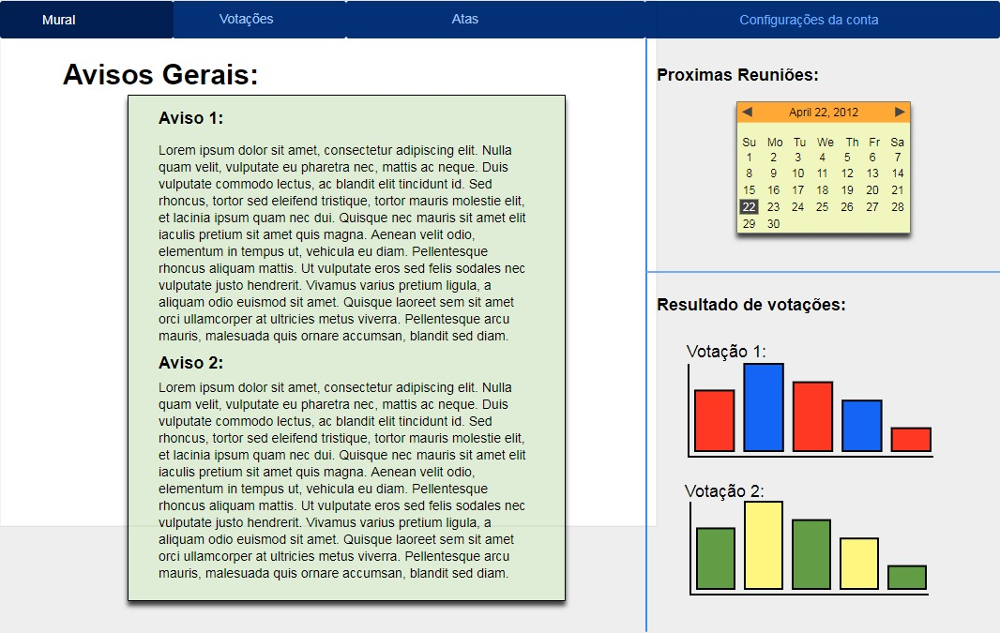 Mural Votações Atas Configurações da conta
Avisos Gerais:
Aviso 1:
Lorem ipsum dolor sit amet, consectetur adipiscing elit. Nulla
quam velit, vulputate eu pharetra nec, mattis ac neque. Duis
vulputate commodo lectus, ac blandit elit tincidunt id. Sed
rhoncus, tortor sed eleifend tristique, tortor mauris molestie elit,
et lacinia ipsum quam nec dui. Quisque nec mauris sit amet elit
iaculis pretium sit amet quis magna. Aenean velit odio,
elementum in tempus ut, vehicula eu diam. Pellentesque
rhoncus aliquam mattis. Ut vulputate eros sed felis sodales nec
vulputate justo hendrerit. Vivamus varius pretium ligula, a
aliquam odio euismod sit amet. Quisque laoreet sem sit amet
orci ullamcorper at ultricies metus viverra. Perllentesque arcu
mauris, malesuada quis ornare accumsan, blandit sed diam.
Aviso 2:
Lorem ipsum dolor sit amet, consectetur adipiscing elit. Nulla
quam velit, vulputate eu pharetra nec, mattis ac neque. Duis
vulputate commodo lectus, ac blandit elit tincidunt id. Sed
rhoncus, tortor sed eleifend tristique, tortor mauris molestie elit,
et lacinia ipsum quam nec dui. Quisque nec mauris sit amet elit
iaculis pretium sit amet quis magna. Aenean velit odio,
elementum in tempus ut, vehicula eu diam. Pellentesque
rhoncus aliquam mattis. Ut vulputate eros sed felis sodales nec
vulputate justo hendrerit. Vivamus varius pretium ligula, a
aliquam odio euismod sit amet. Quisque laoreet sem sit amet
orci ullamcorper at ultricies metus viverra. Perllentesque arcu
mauris, malesuada quis ornare accumsan, blandit sed diam.
Proximas Reuniões:
April 22, 2012
Su Mo Tu We Th Fr Sa
1 2 3 4 5 6 7
8 9 10 11 12 13 14
15 16 17 18 19 20 21
22 23 24 25 26 27 28
29 30
Resultado de votações:
Votação 1:
Votação 2: